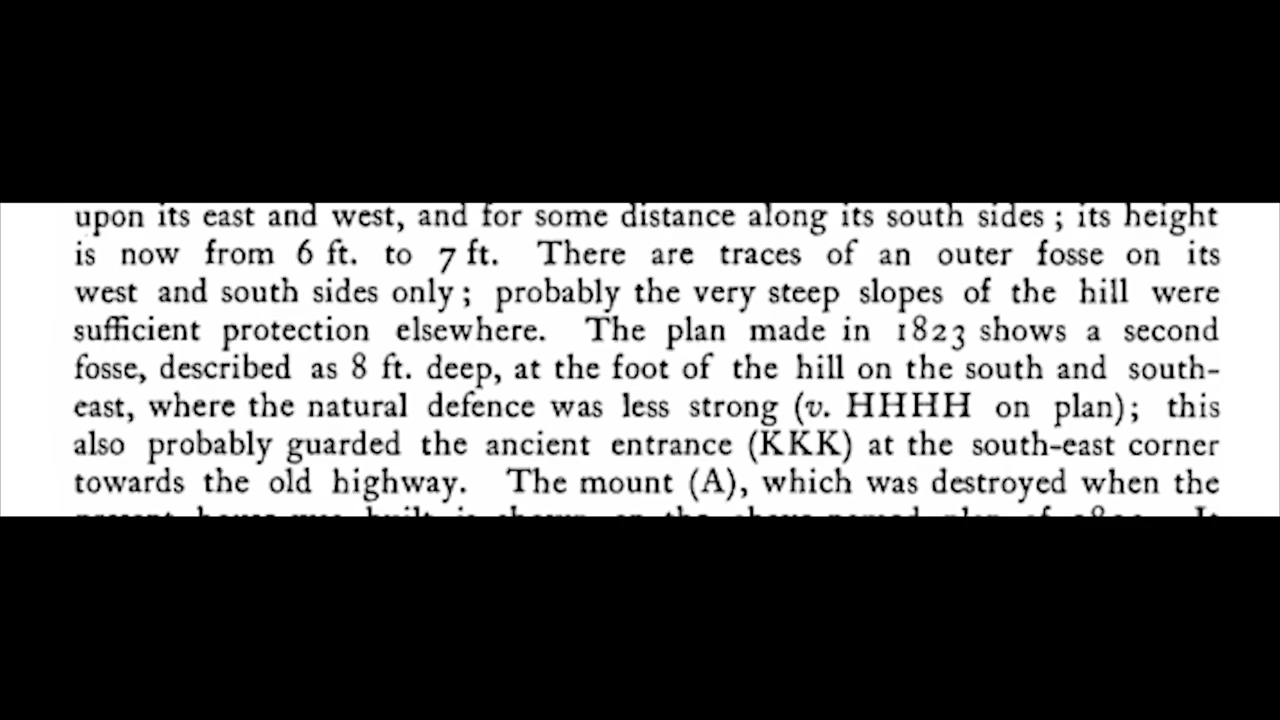 upon its east and west, and for some distance along its south sides ; its height
is now from 6 ft. to 7 ft. There are traces of an outer fosse on its
west and south sides only ; probably the very steep slopes of the hill were
sufficient protection elsewhere. The plan made in 1823 shows a second
fosse, described as 8 ft. deep, at the foot of the hill on the south and south-
east, where the natural defence was less strong (v. HHHH on plan); this
also probably guarded the ancient entrance (KKK) at the south-east corner
towards the old highway. The mount (A), which was destroyed when the